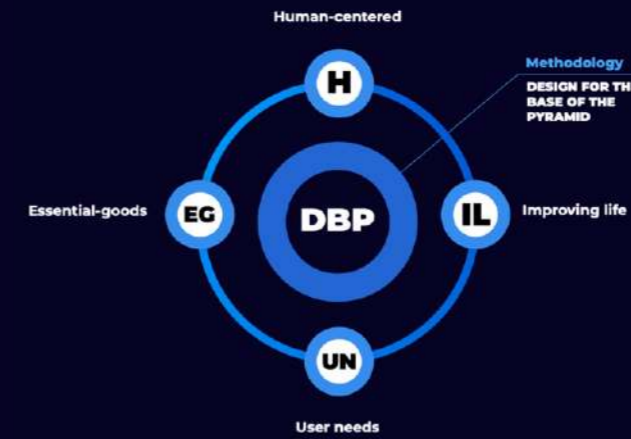 Human-centered
H
Methodology
DESIGN FOR TH
BASE OF THE
PYRAMID
Essential-goods
EG
DBP
IL
Improving life
UN
User needs